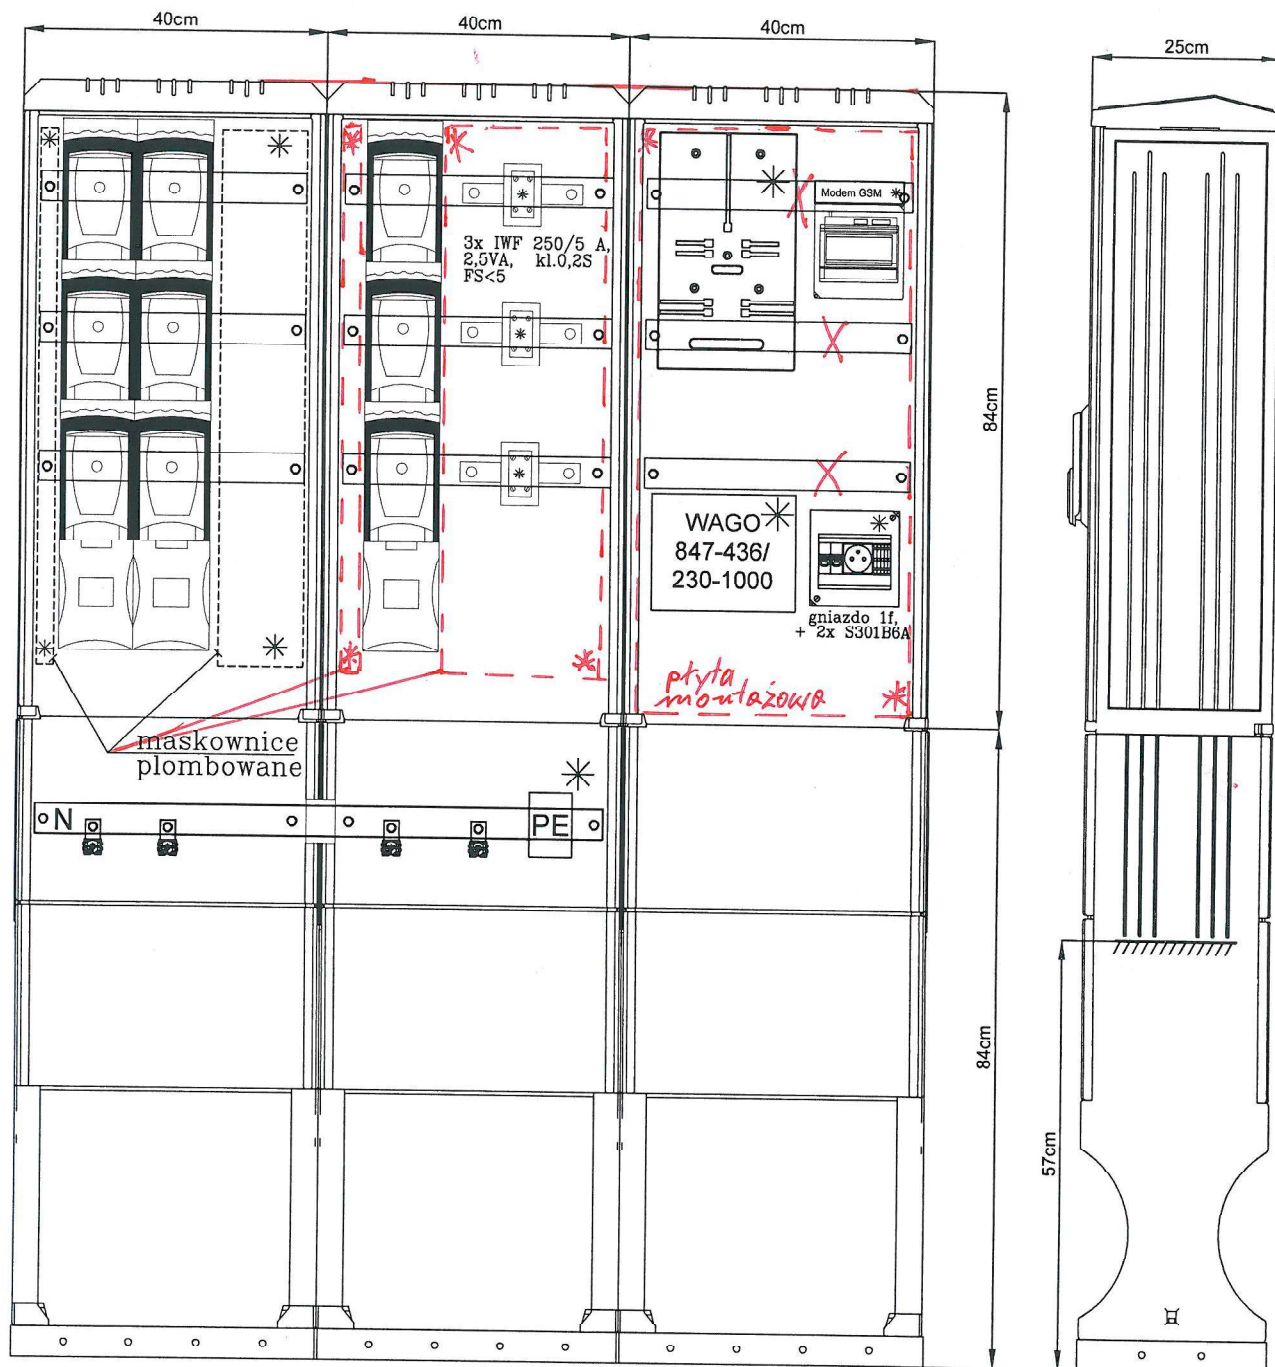 40cm
40cm
40cm
25cm
Modem GSM
3x IWF 250/5 A,
2,5VA, kl.0,2S
FS<5
84cm
WAGO
847-436/
230-1000
gniazdo 1f,
+ 2x S301B6A
płyta
montażowa
maskownice
plombowane
N
PE
84cm
57cm